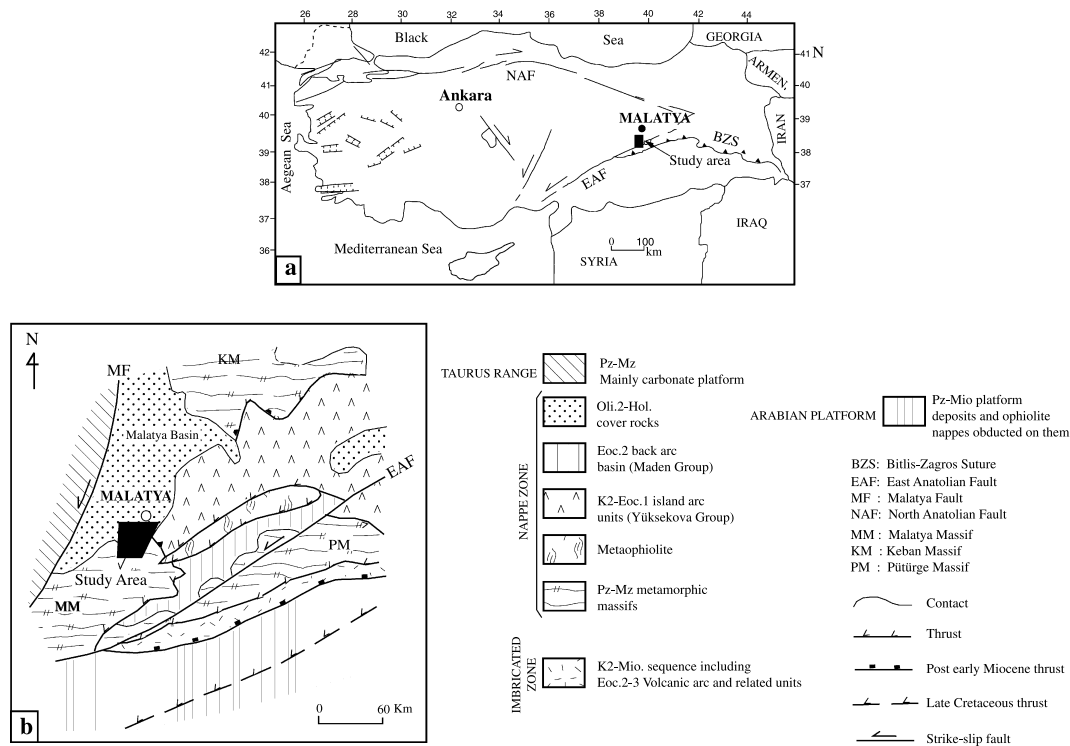 26 28 30 32 34 36 38 40 42 44
Black Sea GEORGIA
42 41 N
NAF ARMEN.
41 40
Ankara
40 MALATYA 39
Aegean Sea BZS IRAN
39 38
Study area
38 EAF 37
37 IRAQ
Mediterranean Sea 0 100
36 km
SYRIA
a
N
MF KM
Malatya Basin
EAF
MALATYA
PM
Study Area
MM
0 60 Km
b
TAURUS RANGE
Pz-Mz
Mainly carbonate platform
NAPPE ZONE
Oli.2-Hol.
cover rocks
Eoc.2 back arc
basin (Maden Group)
K2-Eoc.1 island arc
units (Yüksekova Group)
Metaophiolite
Pz-Mz metamorphic
massifs
IMBRICATED
ZONE
K2-Mio. sequence including
Eoc.2-3 Volcanic arc and related units
ARABIAN PLATFORM
Pz-Mio platform
deposits and ophiolite
nappes obducted on them
BZS: Bitlis-Zagros Suture
EAF: East Anatolian Fault
MF : Malatya Fault
NAF: North Anatolian Fault
MM : Malatya Massif
KM : Keban Massif
PM : Pütürge Massif
Contact
Thrust
Post early Miocene thrust
Late Cretaceous thrust
Strike-slip fault